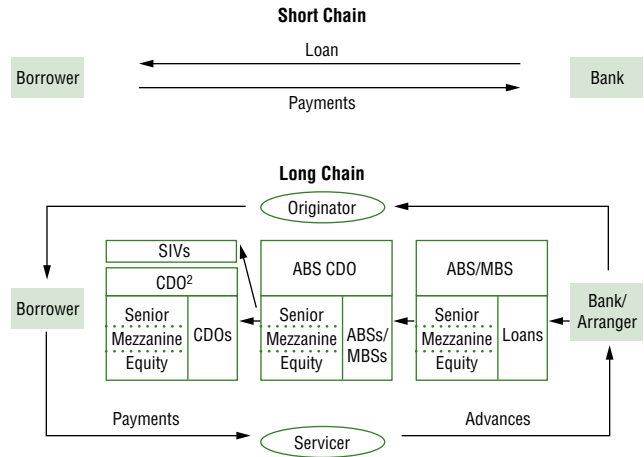 Short Chain
Loan
Borrower
Bank
Payments
Long Chain
Originator
SIVs
CDO²
ABS CDO
ABS/MBS
Borrower
Senior
Mezzanine
Equity
CDOs
Senior
Mezzanine
Equity
ABSs/
MBSs
Senior
Mezzanine
Equity
Loans
Bank/
Arranger
Payments
Advances
Servicer